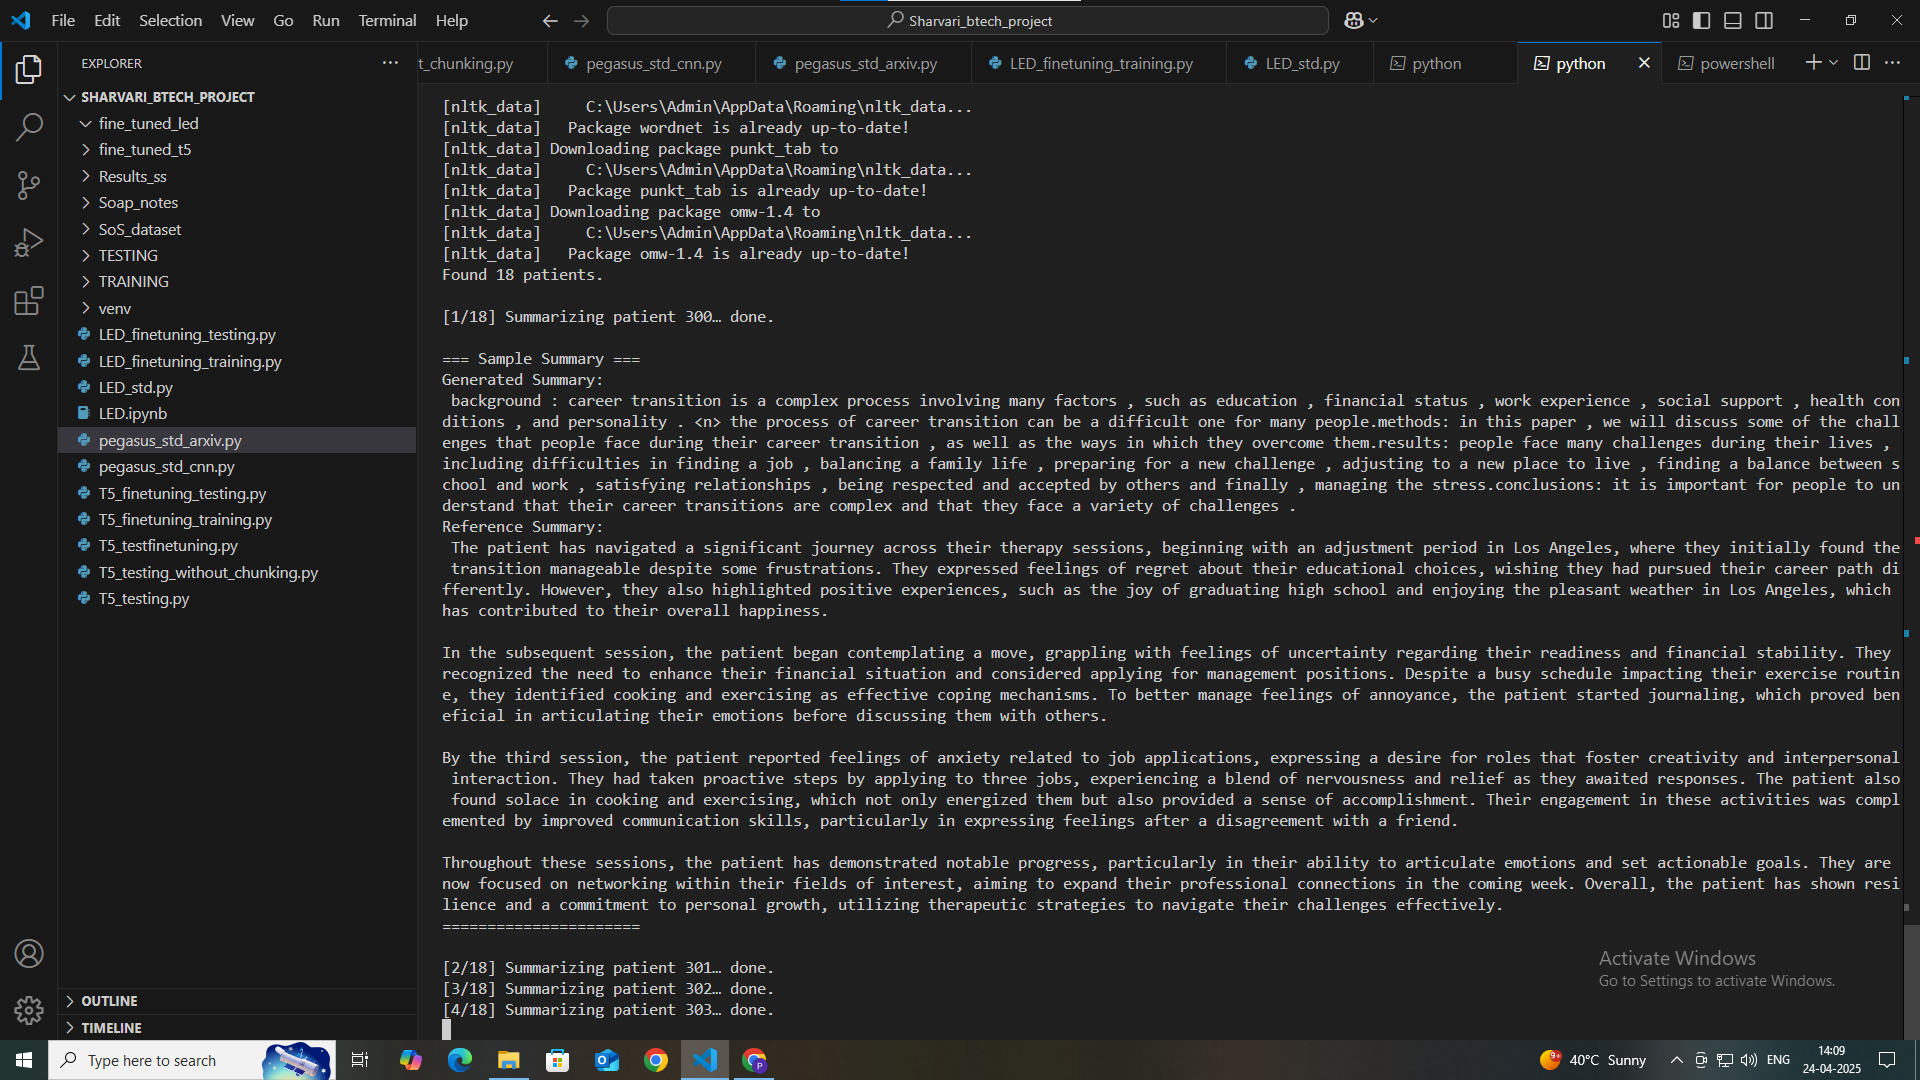 File Edit Selection View Go Run Terminal Help
Sharvari_btech_project
EXPLORER
t_chunking.py pegasus_std_cnn.py pegasus_std_arxiv.py LED_finetuning_training.py LED_std.py python python powershell
SHARVARI_BTECH_PROJECT
fine_tuned_led
fine_tuned_t5
Results_ss
Soap_notes
SoS_dataset
TESTING
TRAINING
venv
LED_finetuning_testing.py
LED_finetuning_training.py
LED_std.py
LED.ipynb
pegasus_std_arxiv.py
pegasus_std_cnn.py
T5_finetuning_testing.py
T5_finetuning_training.py
T5_testfinetuning.py
T5_testing_without_chunking.py
T5_testing.py
OUTLINE
TIMELINE
[nltk_data]     C:\Users\Admin\AppData\Roaming\nltk_data...
[nltk_data]   Package wordnet is already up-to-date!
[nltk_data] Downloading package punkt_tab to
[nltk_data]     C:\Users\Admin\AppData\Roaming\nltk_data...
[nltk_data]   Package punkt_tab is already up-to-date!
[nltk_data] Downloading package omw-1.4 to
[nltk_data]     C:\Users\Admin\AppData\Roaming\nltk_data...
[nltk_data]   Package omw-1.4 is already up-to-date!
Found 18 patients.
[1/18] Summarizing patient 300… done.
=== Sample Summary ===
Generated Summary:
background : career transition is a complex process involving many factors , such as education , financial status , work experience , social support , health con
ditions , and personality . <n> the process of career transition can be a difficult one for many people.methods: in this paper , we will discuss some of the chall
enges that people face during their career transition , as well as the ways in which they overcome them.results: people face many challenges during their lives ,
including difficulties in finding a job , balancing a family life , preparing for a new challenge , adjusting to a new place to live , finding a balance between s
chool and work , satisfying relationships , being respected and accepted by others and finally , managing the stress.conclusions: it is important for people to un
derstand that their career transitions are complex and that they face a variety of challenges .
Reference Summary:
The patient has navigated a significant journey across their therapy sessions, beginning with an adjustment period in Los Angeles, where they initially found the
transition manageable despite some frustrations. They expressed feelings of regret about their educational choices, wishing they had pursued their career path di
fferently. However, they also highlighted positive experiences, such as the joy of graduating high school and enjoying the pleasant weather in Los Angeles, which
has contributed to their overall happiness.
In the subsequent session, the patient began contemplating a move, grappling with feelings of uncertainty regarding their readiness and financial stability. They
recognized the need to enhance their financial situation and considered applying for management positions. Despite a busy schedule impacting their exercise routin
e, they identified cooking and exercising as effective coping mechanisms. To better manage feelings of annoyance, the patient started journaling, which proved ben
eficial in articulating their emotions before discussing them with others.
By the third session, the patient reported feelings of anxiety related to job applications, expressing a desire for roles that foster creativity and interpersonal
interaction. They had taken proactive steps by applying to three jobs, experiencing a blend of nervousness and relief as they awaited responses. The patient also
found solace in cooking and exercising, which not only energized them but also provided a sense of accomplishment. Their engagement in these activities was compl
emented by improved communication skills, particularly in expressing feelings after a disagreement with a friend.
Throughout these sessions, the patient has demonstrated notable progress, particularly in their ability to articulate emotions and set actionable goals. They are
now focused on networking within their fields of interest, aiming to expand their professional connections in the coming week. Overall, the patient has shown resi
lience and a commitment to personal growth, utilizing therapeutic strategies to navigate their challenges effectively.
======================
[2/18] Summarizing patient 301… done.
[3/18] Summarizing patient 302… done.
[4/18] Summarizing patient 303… done.
Activate Windows
Go to Settings to activate Windows.
Type here to search
9+ 40°C Sunny
ENG
14:09
24-04-2025